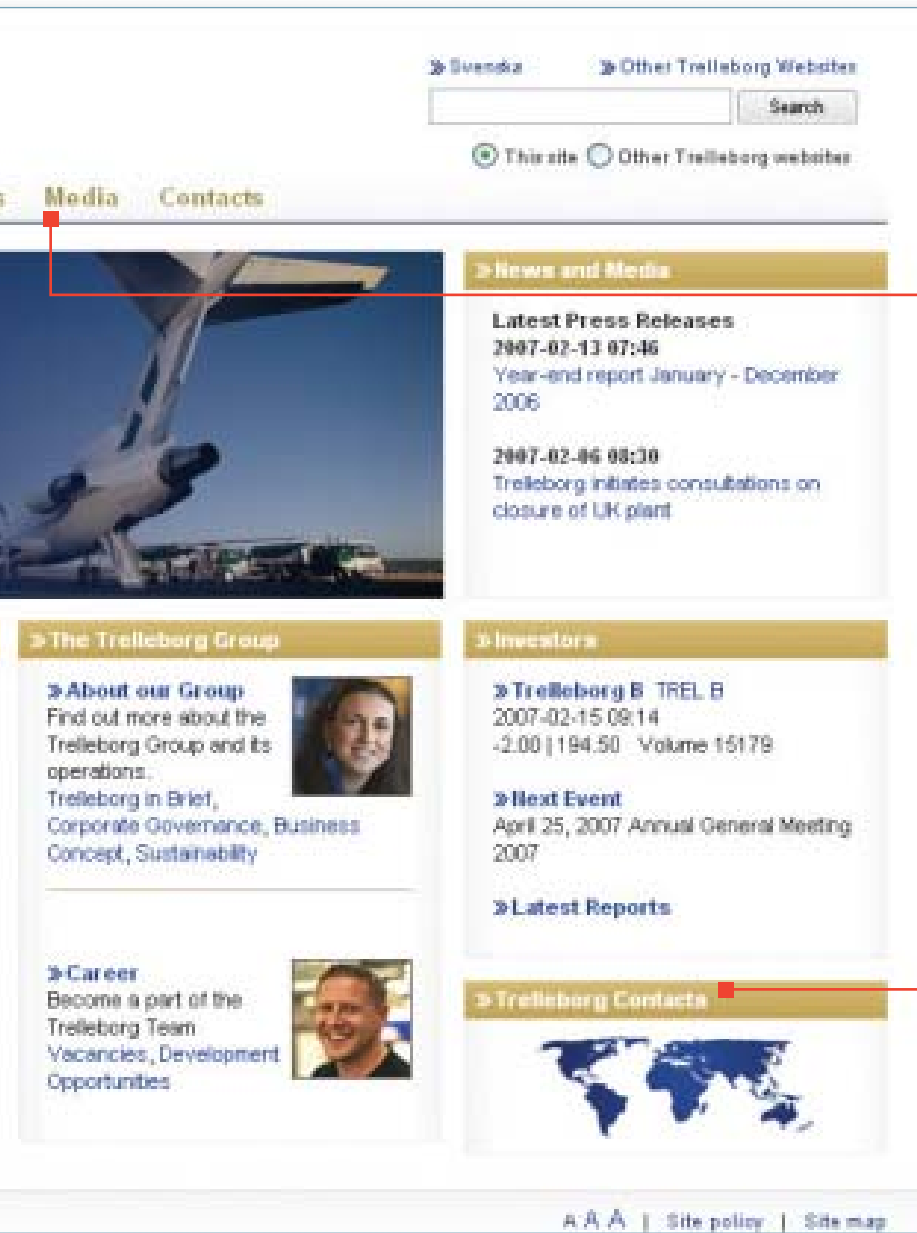 » Svenska » Other Trelleborg Websites
Search
This site Other Trelleborg websites
s Media Contacts
» News and Media
Latest Press Releases
2007-02-13 07:46
Year-end report January - December
2006
2007-02-06 08:30
Trelleborg initiates consultations on
closure of UK plant
» The Trelleborg Group
» About our Group
Find out more about the
Trelleborg Group and its
operations.
Trelleborg in Brief,
Corporate Governance, Business
Concept, Sustainability
» Career
Become a part of the
Trelleborg Team
Vacancies, Development
Opportunities
» Investors
» Trelleborg B TREL B
2007-02-15 09:14
-2.00 | 194.50 Volume 15179
» Next Event
April 25, 2007 Annual General Meeting
2007
» Latest Reports
» Trelleborg Contacts
A A A | Site policy | Site map